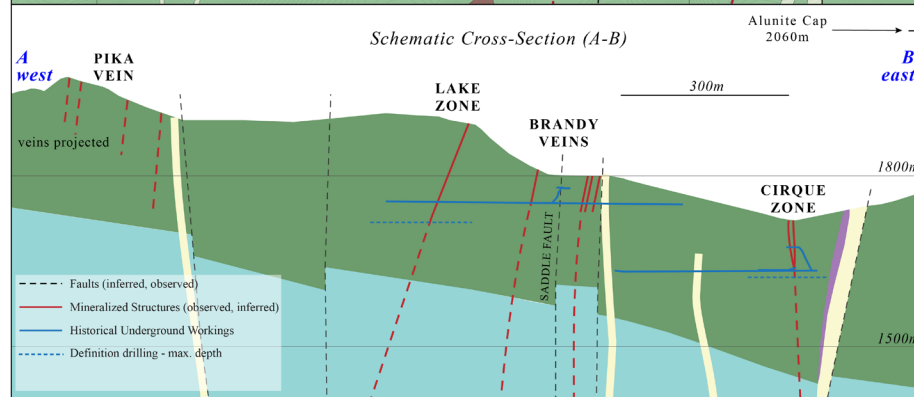 Alunite Cap
2060m
Schematic Cross-Section (A-B)
A
west
B
east
PIKA
VEIN
LAKE
ZONE
300m
BRANDY
VEINS
veins projected
1800m
CIRQUE
ZONE
SADDLE FAULT
Faults (inferred, observed)
Mineralized Structures (observed, inferred)
Historical Underground Workings
Definition drilling - max. depth
1500m